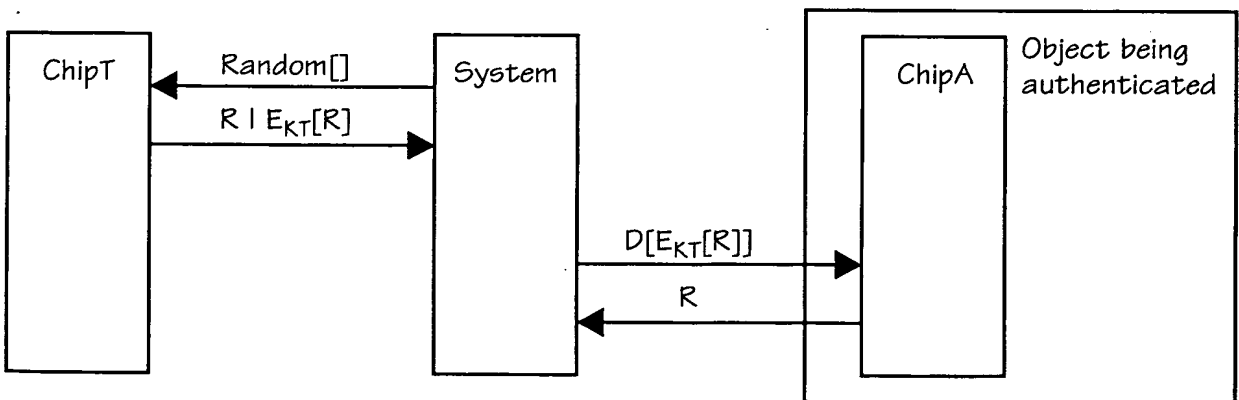 ChipT
Random[]
R | E_KT[R]
System
D[E_KT[R]]
R
ChipA
Object being
authenticated